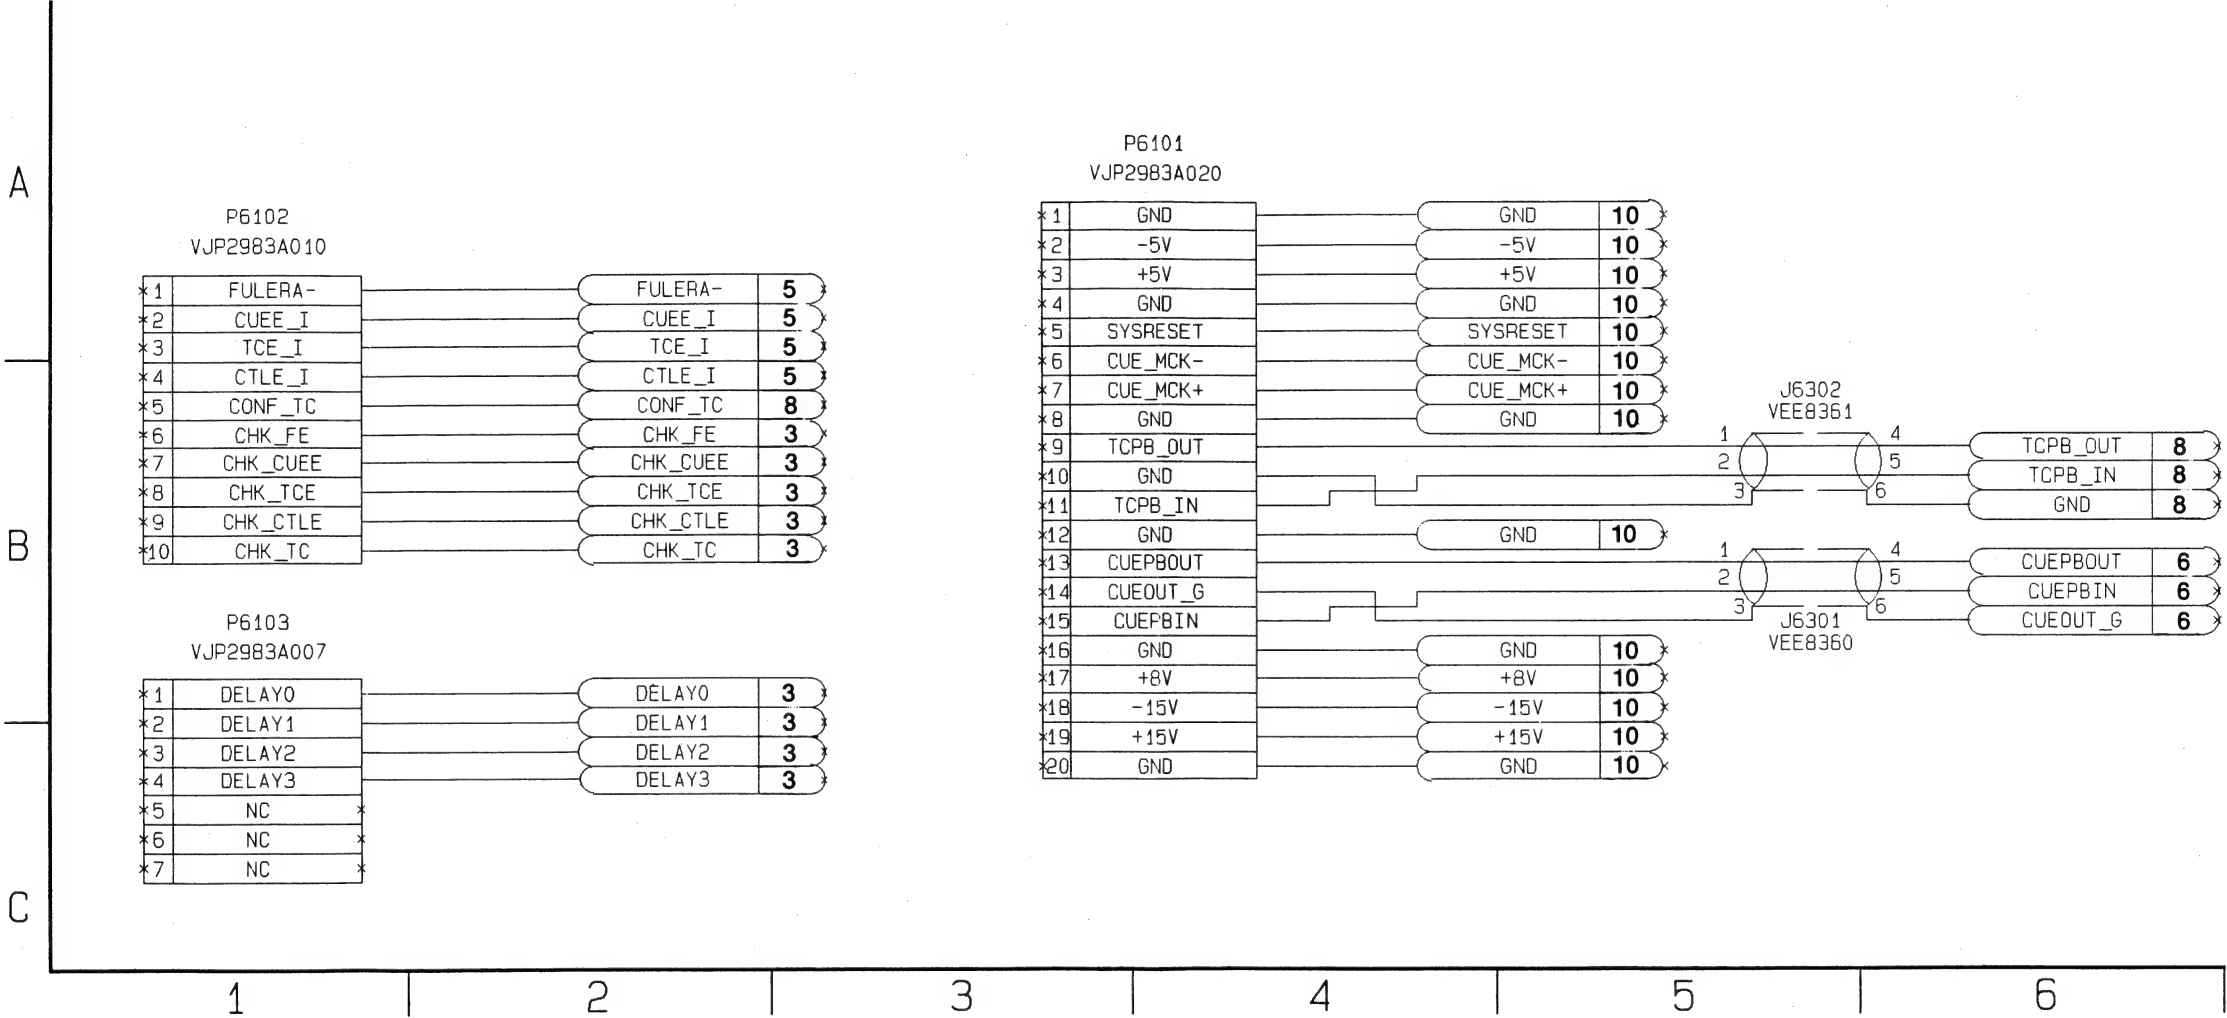 A
B
C
P6102
VJP2983A010
1 FULERA- FULERA- 5
2 CUEE_I CUEE_I 5
3 TCE_I TCE_I 5
4 CTLE_I CTLE_I 5
5 CONF_TC CONF_TC 8
6 CHK_FE CHK_FE 3
7 CHK_CUEE CHK_CUEE 3
8 CHK_TCE CHK_TCE 3
9 CHK_CTLE CHK_CTLE 3
10 CHK_TC CHK_TC 3
P6103
VJP2983A007
1 DELAY0 DELAY0 3
2 DELAY1 DELAY1 3
3 DELAY2 DELAY2 3
4 DELAY3 DELAY3 3
5 NC
6 NC
7 NC
P6101
VJP2983A020
1 GND GND 10
2 -5V -5V 10
3 +5V +5V 10
4 GND GND 10
5 SYSRESET SYSRESET 10
6 CUE_MCK- CUE_MCK- 10
7 CUE_MCK+ CUE_MCK+ 10
8 GND GND 10
9 TCPB_OUT
10 GND
11 TCPB_IN
12 GND GND 10
13 CUEPBOUT
14 CUEOUT_G
15 CUEPBIN
16 GND GND 10
17 +8V +8V 10
18 -15V -15V 10
19 +15V +15V 10
20 GND GND 10
J6302
VEE8361
1 4 TCPB_OUT 8
2 5 TCPB_IN 8
3 6 GND 8
1 4 CUEPBOUT 6
2 5 CUEPBIN 6
3 6 CUEOUT_G 6
J6301
VEE8360
1 2 3 4 5 6